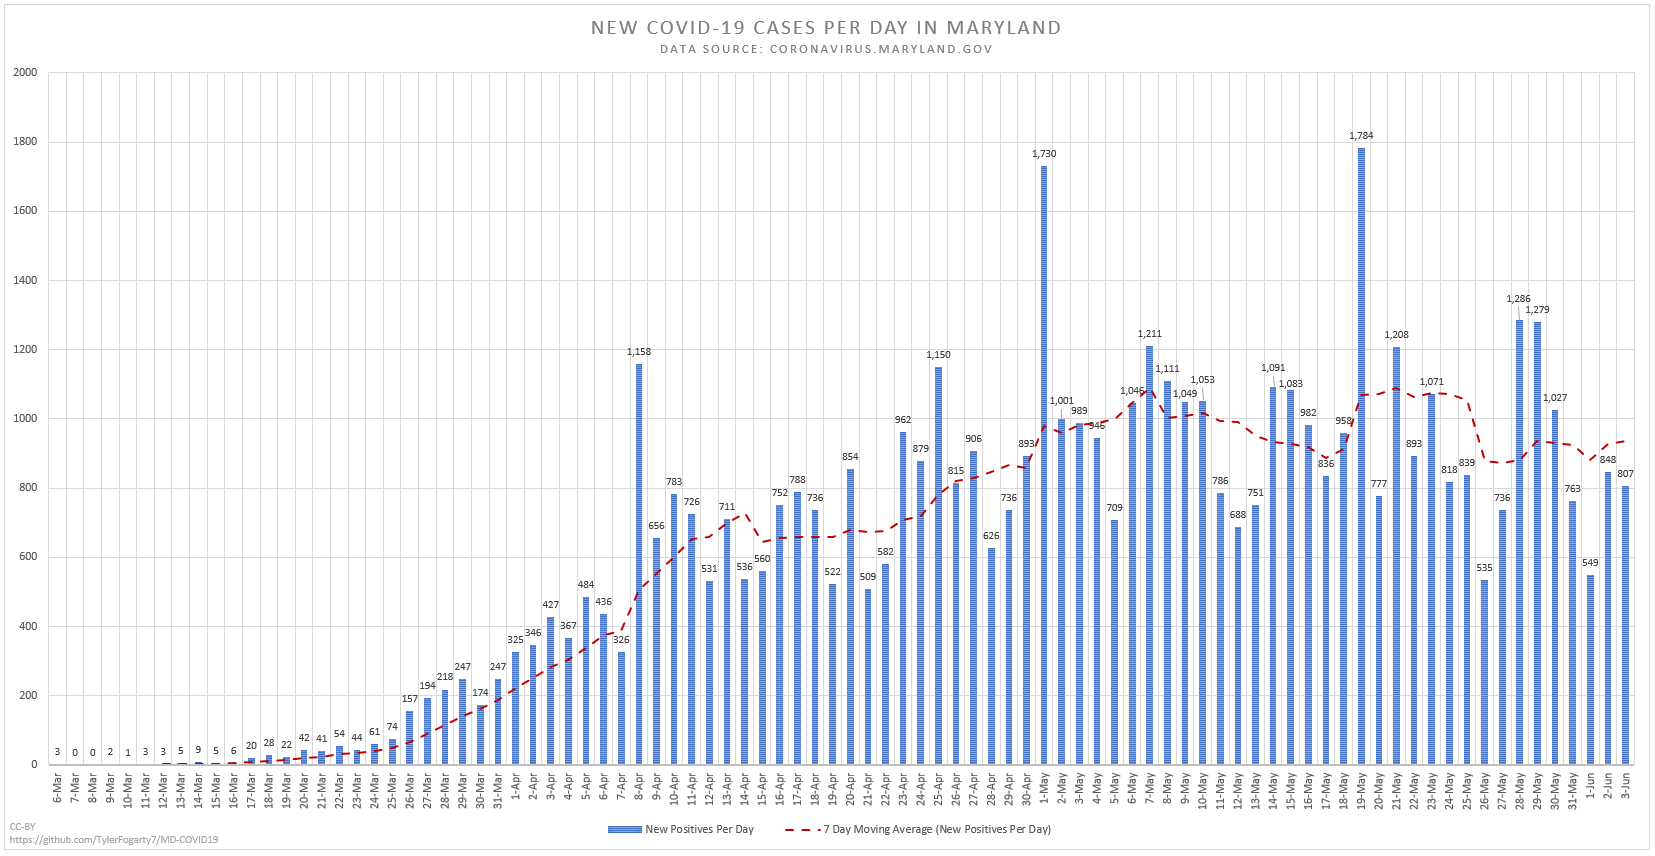 NEW COVID-19 CASES PER DAY IN MARYLAND
DATA SOURCE: CORONAVIRUS.MARYLAND.GOV
2000
1800
1600
1400
1200
1000
800
600
400
200
0
3 0 0 2 1 3 3 5 9 5 6 20 28 22 42 41 54 44 61 74 157 194 218 247 174 247 325 346 427 367 484 436 326 1,158 656 783 726 531 711 536 560 752 788 736 522 854 509 582 962 879 1,150 815 906 626 736 893 1,730 1,001 989 946 709 1,046 1,211 1,111 1,049 1,053 786 688 751 1,091 1,083 982 836 958 1,784 777 1,208 893 1,071 818 839 535 736 1,286 1,279 1,027 763 549 848 807
6-Mar 7-Mar 8-Mar 9-Mar 10-Mar 11-Mar 12-Mar 13-Mar 14-Mar 15-Mar 16-Mar 17-Mar 18-Mar 19-Mar 20-Mar 21-Mar 22-Mar 23-Mar 24-Mar 25-Mar 26-Mar 27-Mar 28-Mar 29-Mar 30-Mar 31-Mar 1-Apr 2-Apr 3-Apr 4-Apr 5-Apr 6-Apr 7-Apr 8-Apr 9-Apr 10-Apr 11-Apr 12-Apr 13-Apr 14-Apr 15-Apr 16-Apr 17-Apr 18-Apr 19-Apr 20-Apr 21-Apr 22-Apr 23-Apr 24-Apr 25-Apr 26-Apr 27-Apr 28-Apr 29-Apr 30-Apr 1-May 2-May 3-May 4-May 5-May 6-May 7-May 8-May 9-May 10-May 11-May 12-May 13-May 14-May 15-May 16-May 17-May 18-May 19-May 20-May 21-May 22-May 23-May 24-May 25-May 26-May 27-May 28-May 29-May 30-May 31-May 1-Jun 2-Jun 3-Jun
New Positives Per Day
7 Day Moving Average (New Positives Per Day)
CC-BY
https://github.com/TylerFogarty7/MD-COVID19